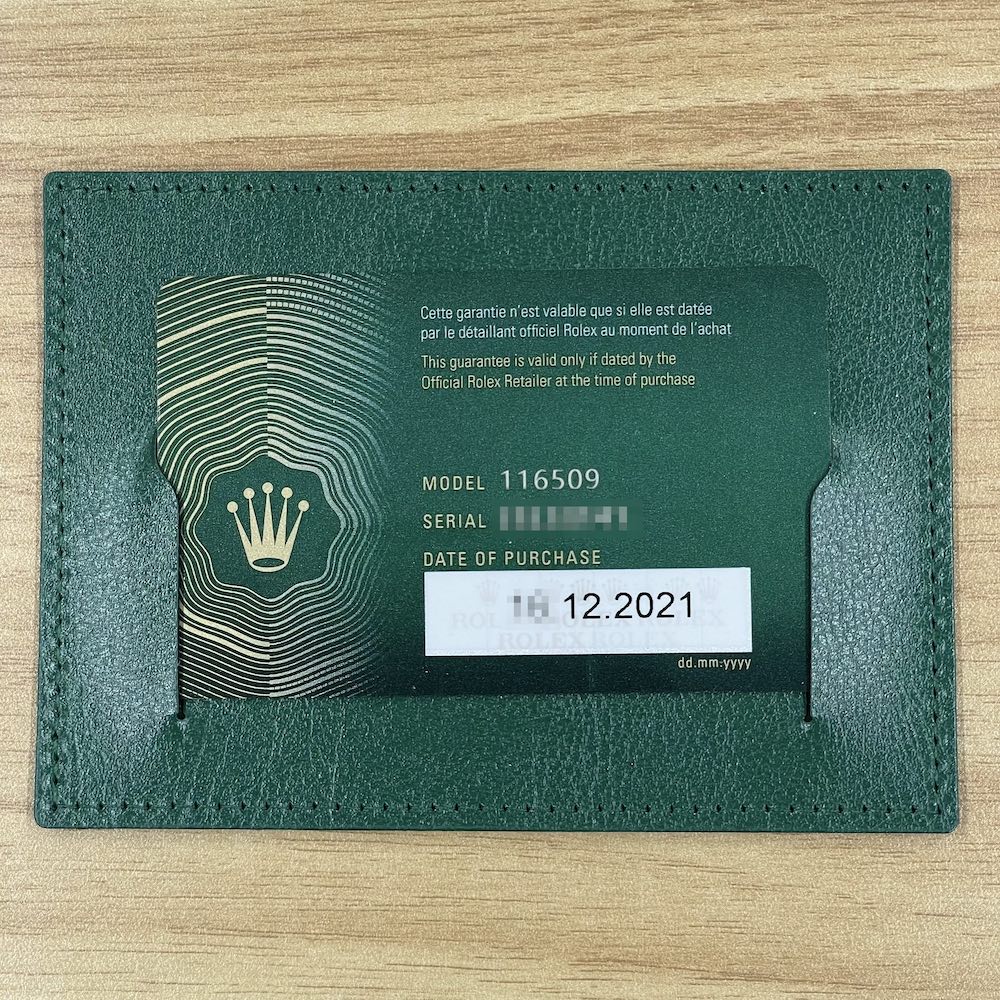 Cette garantie n'est valable que si elle est datée
par le détaillant officiel Rolex au moment de l'achat
This guarantee is valid only if dated by the
Official Rolex Retailer at the time of purchase
MODEL 116509
SERIAL
DATE OF PURCHASE
12.2021
ROLEX ROLEX
dd.mm.yyyy